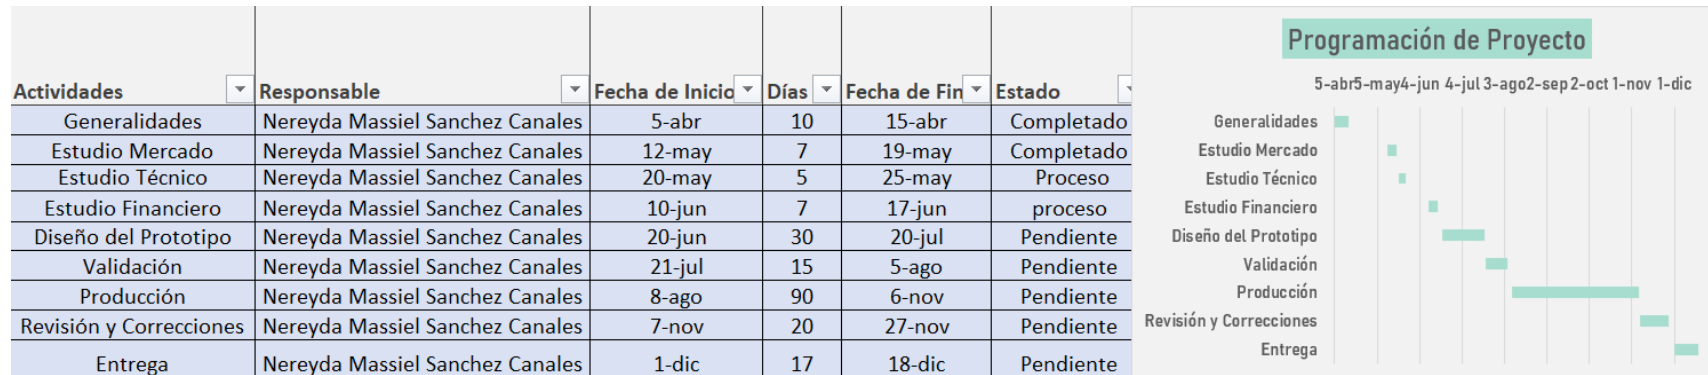 Actividades Responsable Fecha de Inicio Días Fecha de Fin Estado
Generalidades Nereyda Massiel Sanchez Canales 5-abr 10 15-abr Completado
Estudio Mercado Nereyda Massiel Sanchez Canales 12-may 7 19-may Completado
Estudio Técnico Nereyda Massiel Sanchez Canales 20-may 5 25-may Proceso
Estudio Financiero Nereyda Massiel Sanchez Canales 10-jun 7 17-jun proceso
Diseño del Prototipo Nereyda Massiel Sanchez Canales 20-jun 30 20-jul Pendiente
Validación Nereyda Massiel Sanchez Canales 21-jul 15 5-ago Pendiente
Producción Nereyda Massiel Sanchez Canales 8-ago 90 6-nov Pendiente
Revisión y Correcciones Nereyda Massiel Sanchez Canales 7-nov 20 27-nov Pendiente
Entrega Nereyda Massiel Sanchez Canales 1-dic 17 18-dic Pendiente
Programación de Proyecto
5-abr 5-may 4-jun 4-jul 3-ago 2-sep 2-oct 1-nov 1-dic
Generalidades
Estudio Mercado
Estudio Técnico
Estudio Financiero
Diseño del Prototipo
Validación
Producción
Revisión y Correcciones
Entrega